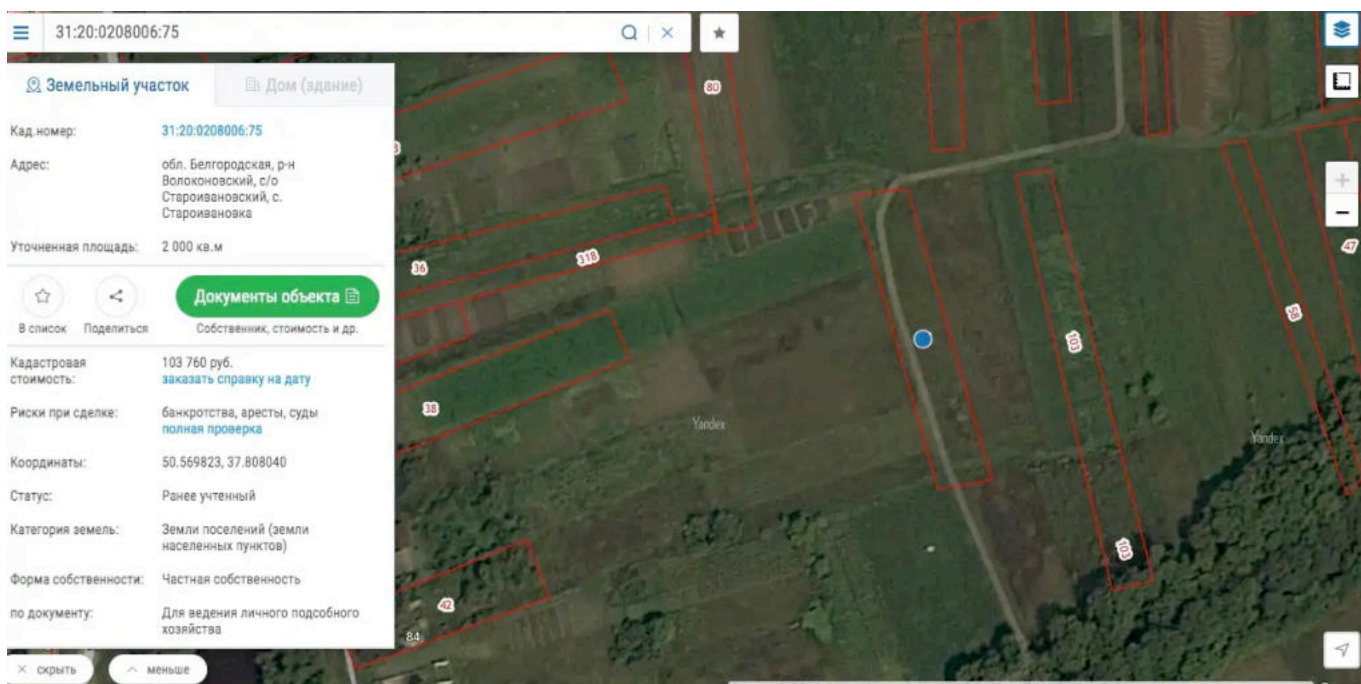 31:20:0208006:75
Земельный участок
Дом (здание)
Кад.номер:
31:20:0208006:75
Адрес:
обл. Белгородская, р-н
Волоконовский, с/о
Староивановский, с.
Староивановка
Уточненная площадь:
2 000 кв.м
В список
Поделиться
Документы объекта
Собственник, стоимость и др.
Кадастровая
стоимость:
103 760 руб.
заказать справку на дату
Риски при сделке:
банкротства, аресты, суды
полная проверка
Координаты:
50.569823, 37.808040
Статус:
Ранее учтенный
Категория земель:
Земли поселений (земли
населенных пунктов)
Форма собственности:
Частная собственность
по документу:
Для ведения личного подсобного
хозяйства
скрыть
меньше
80
36
318
38
42
84
103
103
58
47
Yandex
Yandex